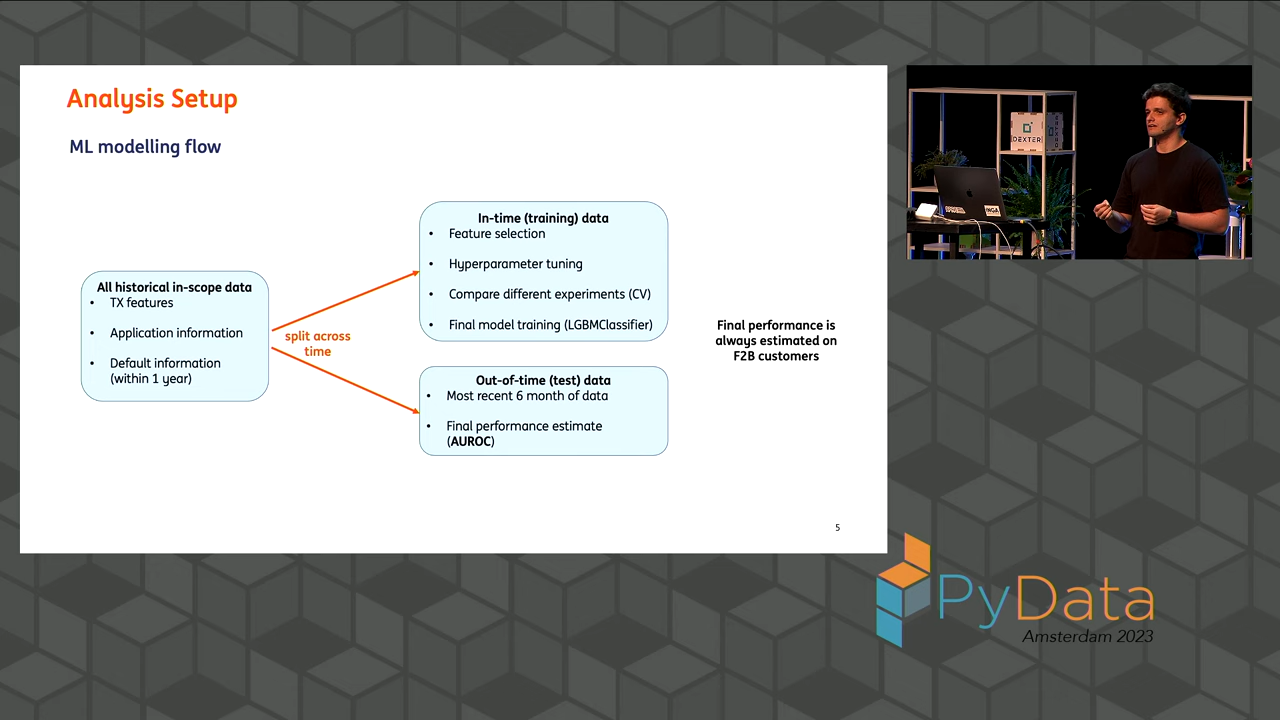 Analysis Setup
ML modelling flow
All historical in-scope data
• TX features
• Application information
• Default information
(within 1 year)
split across
time
In-time (training) data
• Feature selection
• Hyperparameter tuning
• Compare different experiments (CV)
• Final model training (LGBMClassifier)
Out-of-time (test) data
• Most recent 6 month of data
• Final performance estimate
(AUROC)
Final performance is
always estimated on
F2B customers
5
DEXTER
PyData
Amsterdam 2023